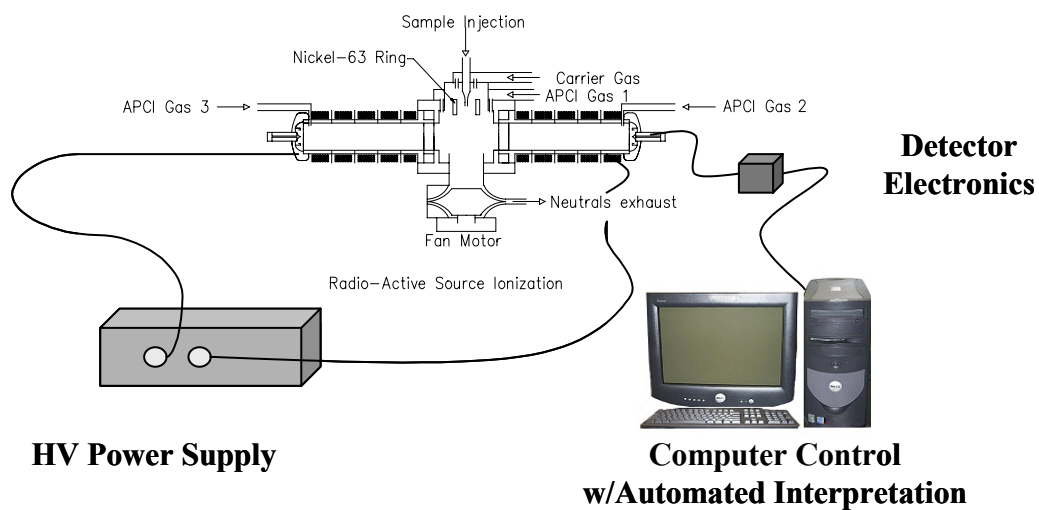 Sample Injection
Nickel-63 Ring
Carrier Gas
APCI Gas 1
APCI Gas 3
APCI Gas 2
Detector
Electronics
Neutrals exhaust
Fan Motor
Radio-Active Source Ionization
HV Power Supply
Computer Control
w/Automated Interpretation